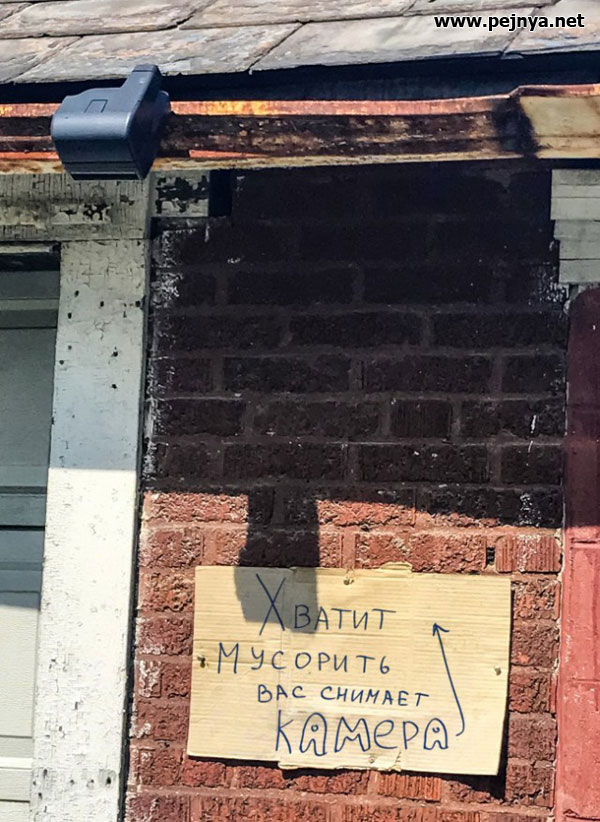 www.pejnya.net
Хватит
мусорить
вас снимает
камера